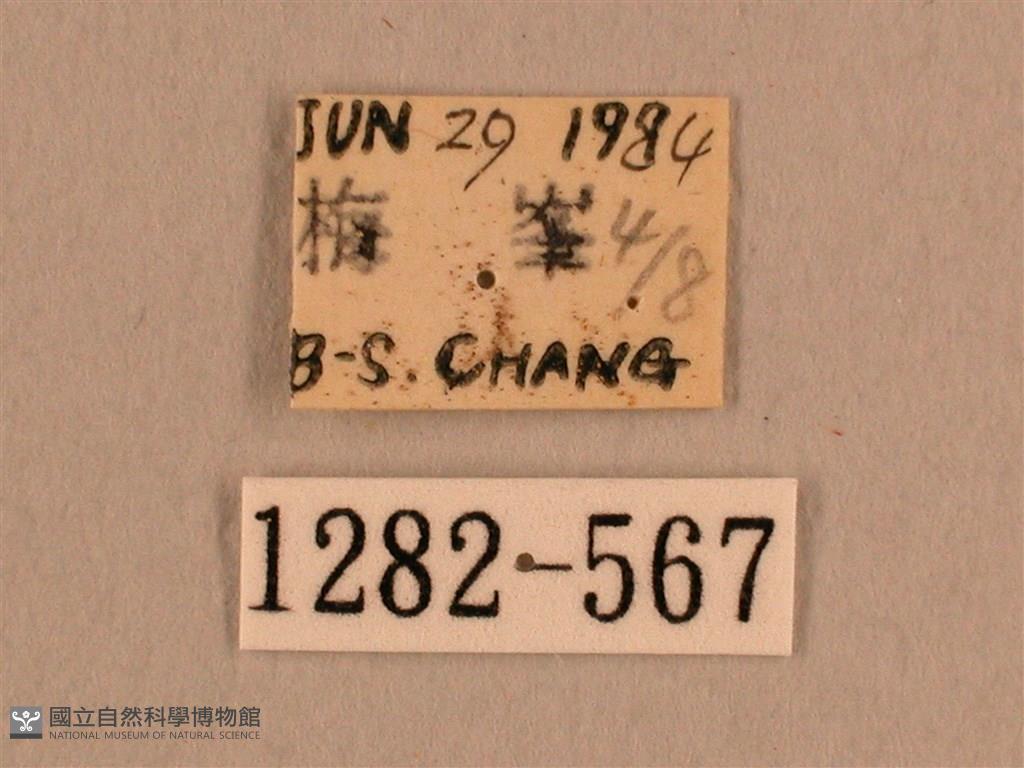 JUN 29 1984
梅 峯 4/8
B-S. CHANG
1282-567
國立自然科學博物館
NATIONAL MUSEUM OF NATURAL SCIENCE